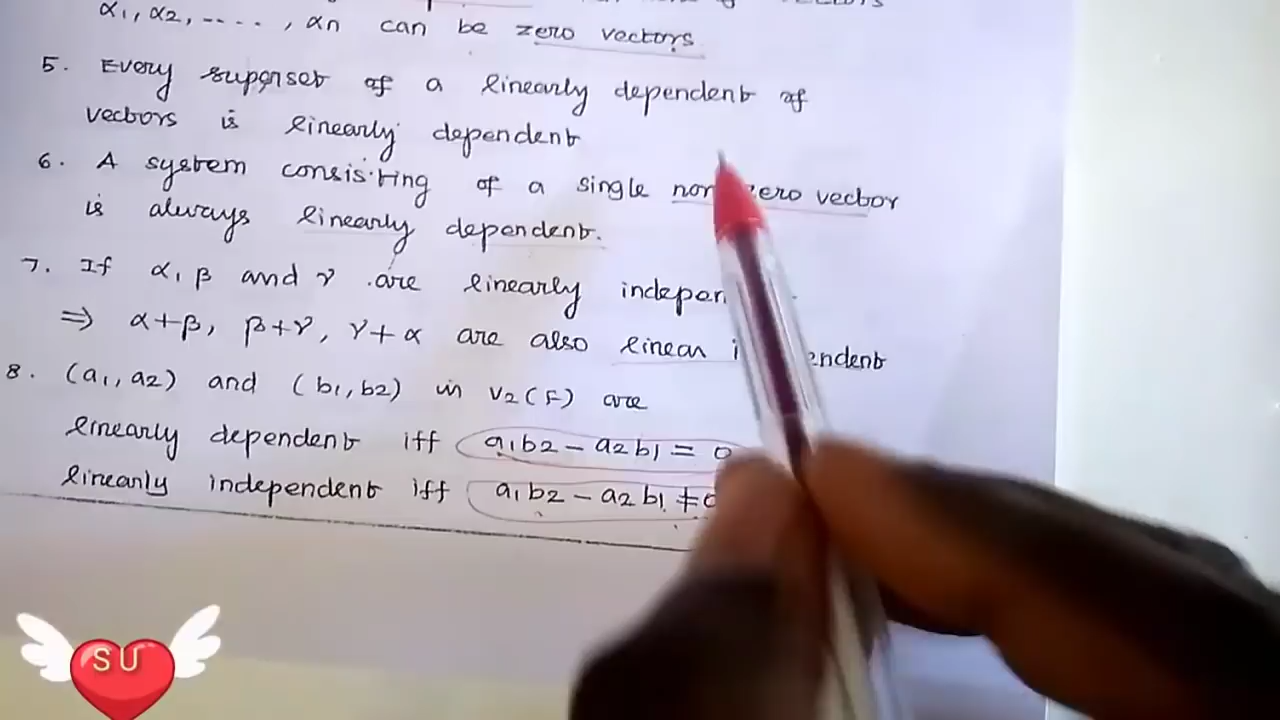 α1, α2, ----, αn can be zero vectors.
5. Every superset of a linearly dependent of
vectors is linearly dependent
6. A system consisting of a single non zero vector
is always linearly dependent.
7. If α, β and γ are linearly
⇒ α+β, β+γ, γ+α are also linear
8. (a1, a2) and (b1, b2) in V2(F) are
linearly dependent iff a1b2 - a2b1 = 0
linearly independent iff a1b2 - a2b1 ≠ 0
SU